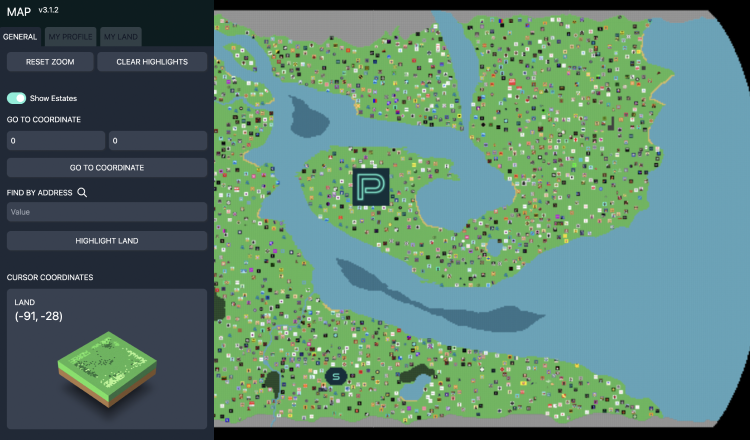 MAP v3.1.2
GENERAL MY PROFILE MY LAND
RESET ZOOM CLEAR HIGHLIGHTS
Show Estates
GO TO COORDINATE
0 0
GO TO COORDINATE
FIND BY ADDRESS
Value
HIGHLIGHT LAND
CURSOR COORDINATES
LAND
(-91, -28)
P
S